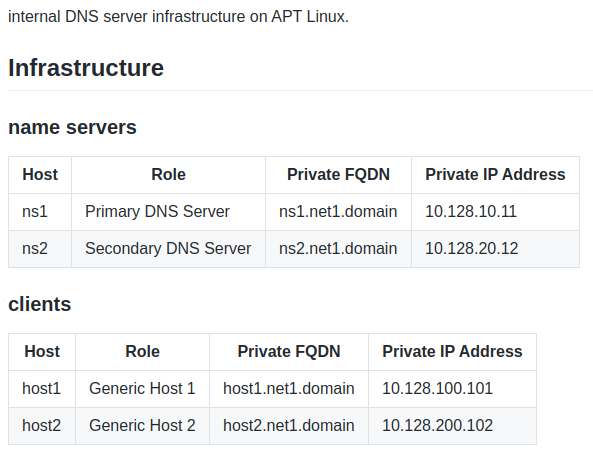 internal DNS server infrastructure on APT Linux.
Infrastructure
name servers
Host Role Private FQDN Private IP Address
ns1 Primary DNS Server ns1.net1.domain 10.128.10.11
ns2 Secondary DNS Server ns2.net1.domain 10.128.20.12
clients
Host Role Private FQDN Private IP Address
host1 Generic Host 1 host1.net1.domain 10.128.100.101
host2 Generic Host 2 host2.net1.domain 10.128.200.102